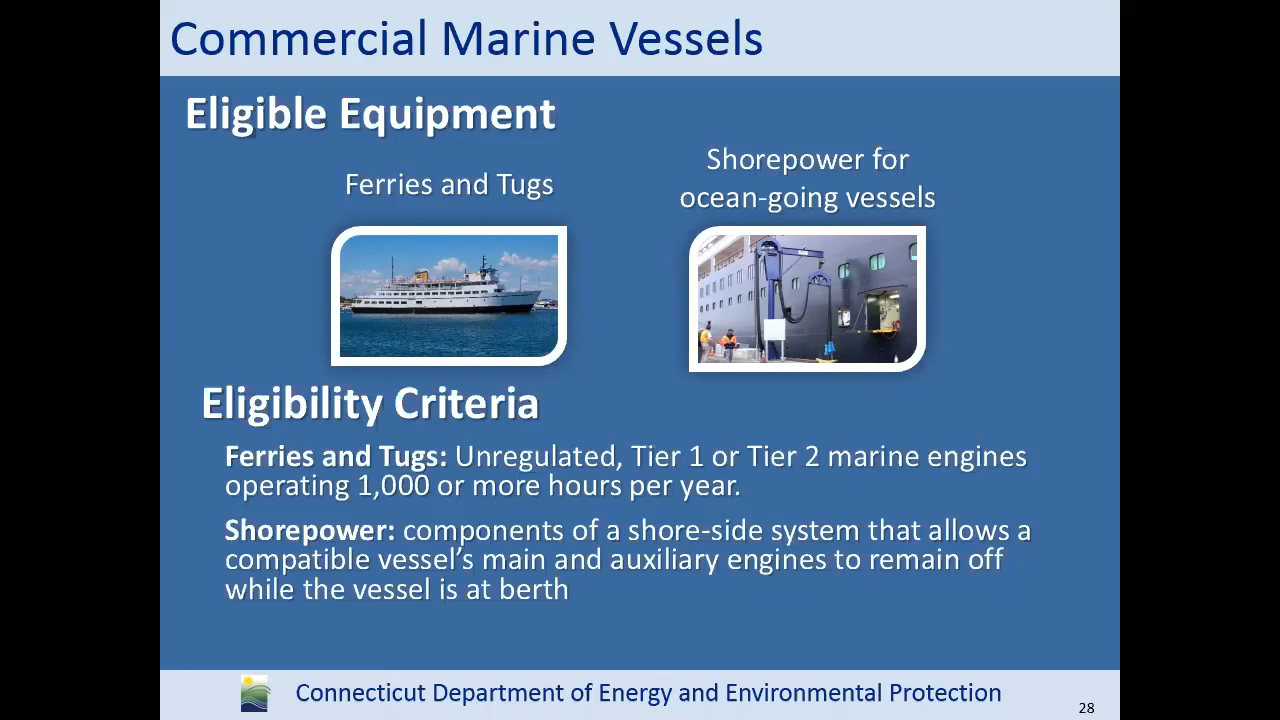 Commercial Marine Vessels
Eligible Equipment
Ferries and Tugs
Shorepower for
ocean-going vessels
Eligibility Criteria
Ferries and Tugs: Unregulated, Tier 1 or Tier 2 marine engines
operating 1,000 or more hours per year.
Shorepower: components of a shore-side system that allows a
compatible vessel’s main and auxiliary engines to remain off
while the vessel is at berth
Connecticut Department of Energy and Environmental Protection
28